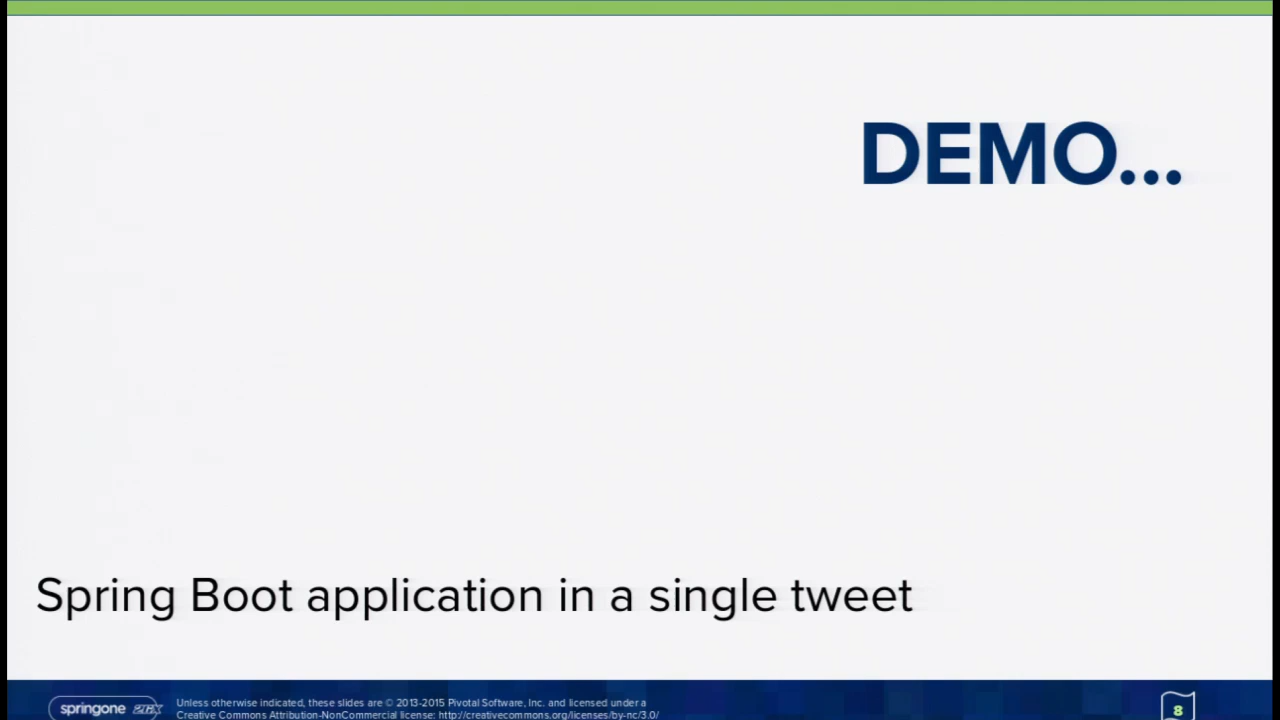 DEMO...
Spring Boot application in a single tweet
springone 2GX
Unless otherwise indicated, these slides are © 2013-2015 Pivotal Software, Inc. and licensed under a
Creative Commons Attribution-NonCommercial license: http://creativecommons.org/licenses/by-nc/3.0/
8